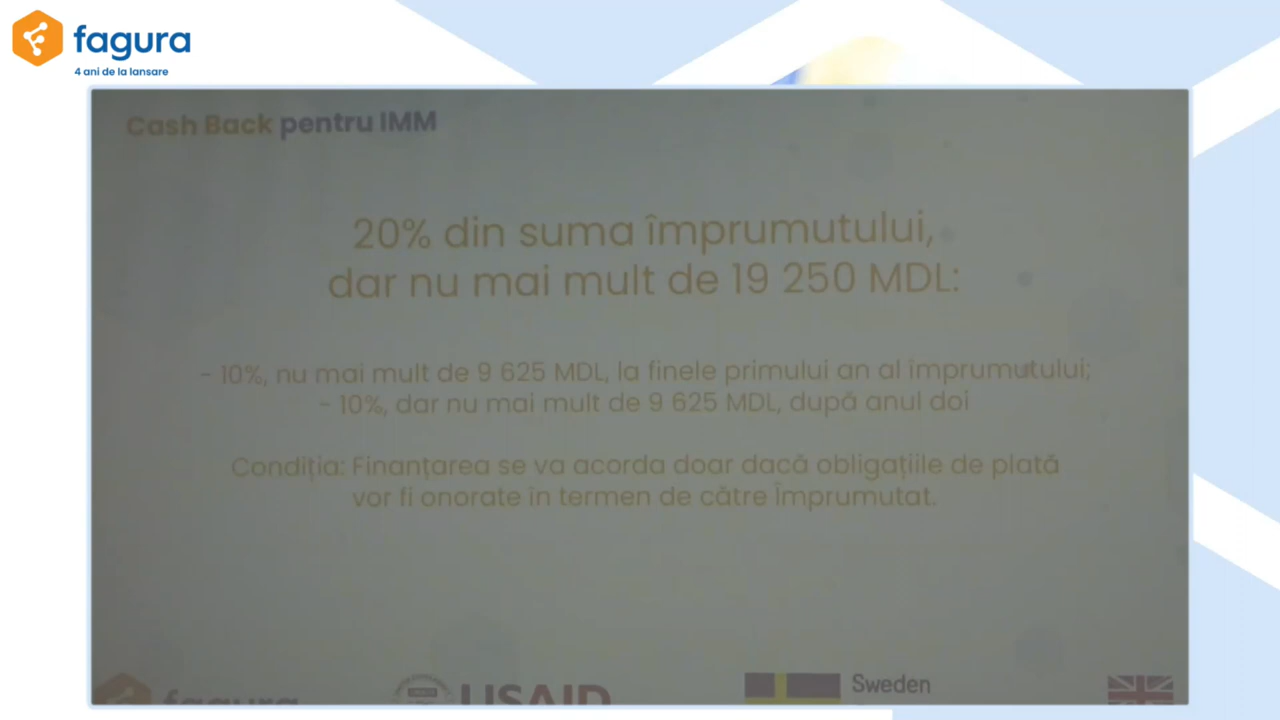 fagura
4 ani de la lansare
Cash Back pentru IMM
20% din suma împrumutului,
dar nu mai mult de 19 250 MDL:
- 10%, nu mai mult de 9 625 MDL, la finele primului an al împrumutului;
- 10%, dar nu mai mult de 9 625 MDL, după anul doi
Condiția: Finanțarea se va acorda doar dacă obligațiile de plată
vor fi onorate în termen de către Împrumutat.
fagura
USAID
Sweden